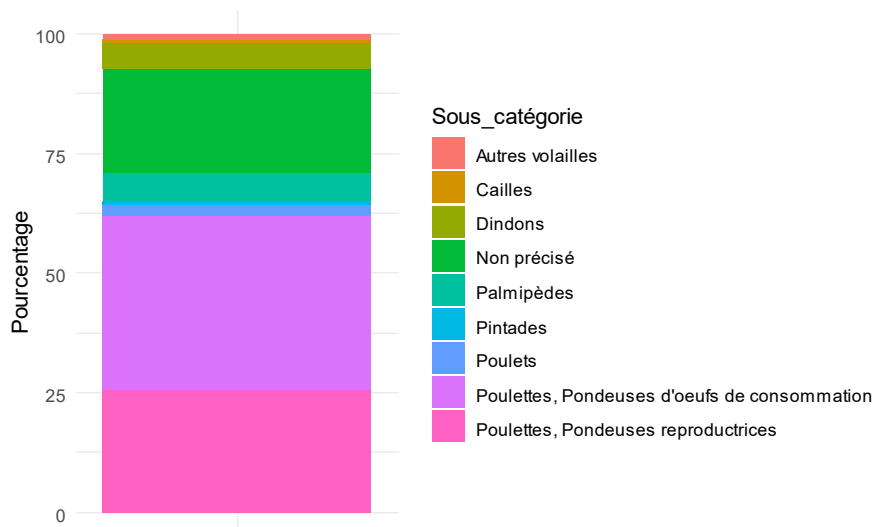 Pourcentage
100
75
50
25
0
Sous_catégorie
Autres volailles
Cailles
Dindons
Non précisé
Palmipèdes
Pintades
Poulets
Poulettes, Pondeuses d'oeufs de consommation
Poulettes, Pondeuses reproductrices